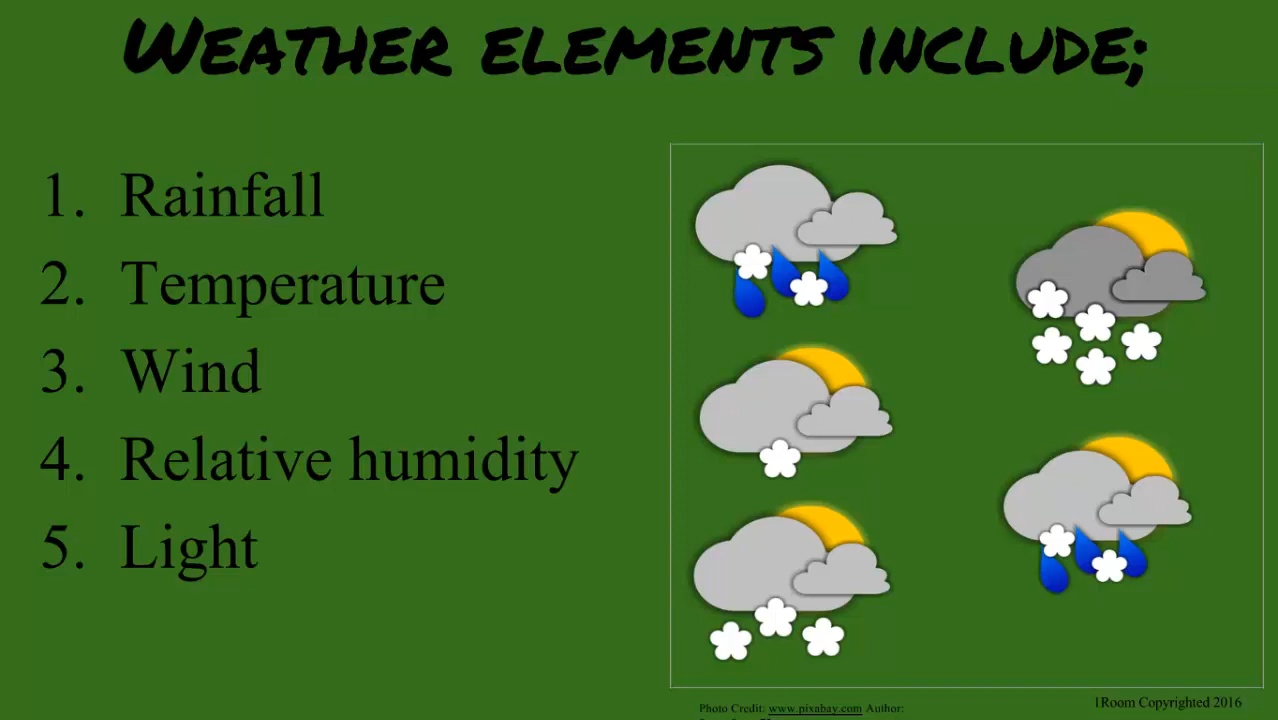 Weather elements include;
1. Rainfall
2. Temperature
3. Wind
4. Relative humidity
5. Light
Photo Credit: www.pixabay.com Author:
1Room Copyrighted 2016